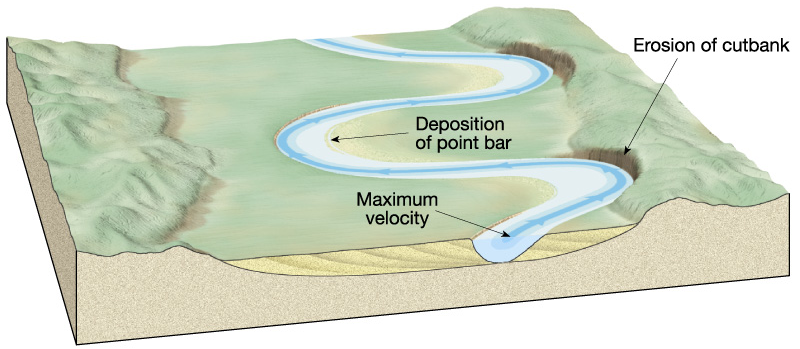 Erosion of cutbank
Deposition
of point bar
Maximum
velocity